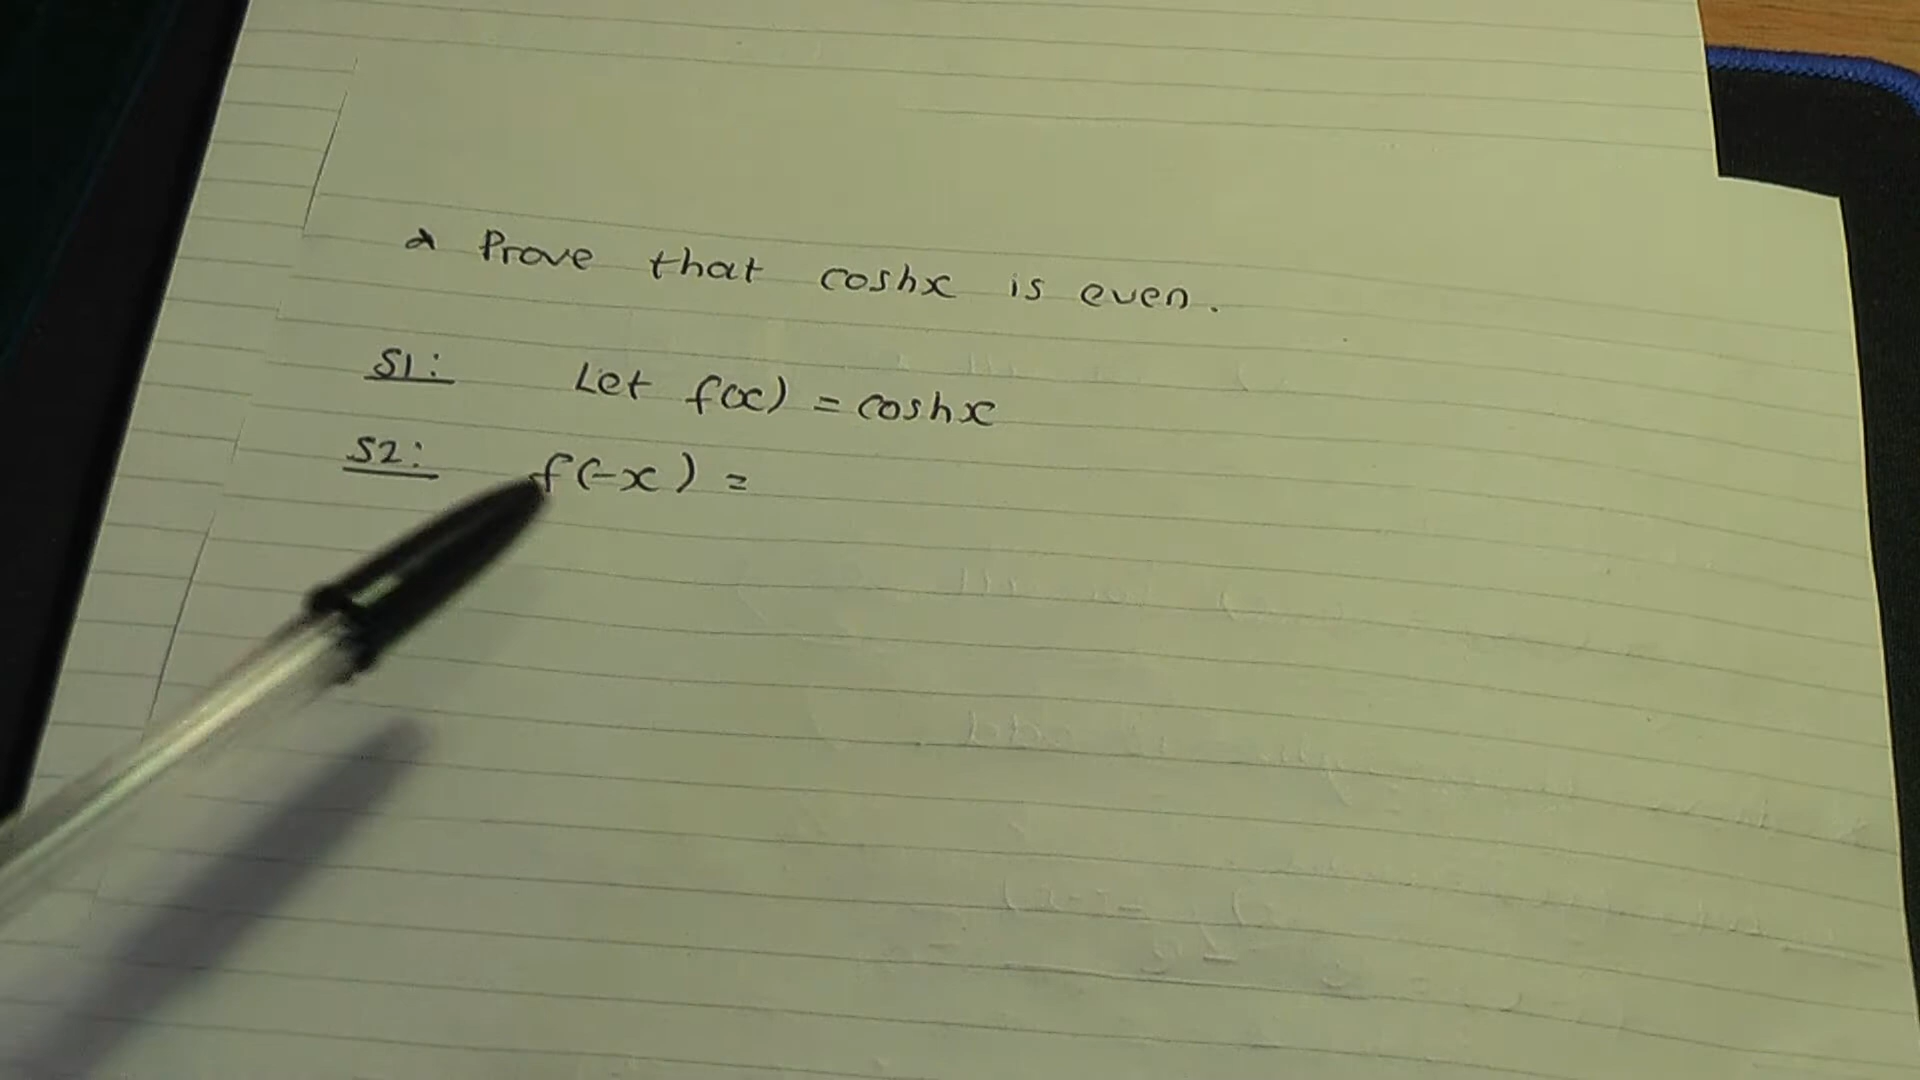 Prove that coshx is even.
S1: Let f(x) = coshx
S2: f(-x) =